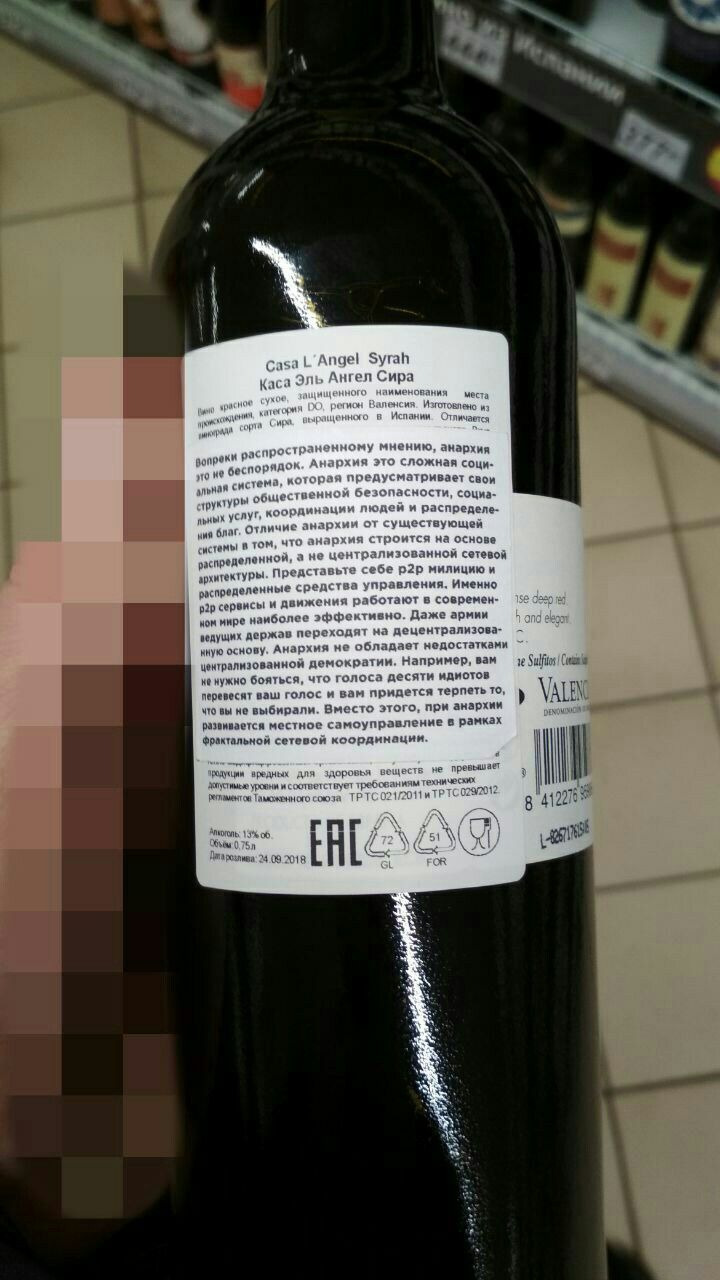 из Испании
Casa L´Angel Syrah
Каса Эль Ангел Сира
Вино красное сухое, защищенного наименования места
происхождения, категория DO, регион Валенсия. Изготовлено из
винограда сорта Сира, выращенного в Испании. Отличается
Вопреки распространенному мнению, анархия
это не беспорядок. Анархия это сложная соци-
альная система, которая предусматривает свои
структуры общественной безопасности, социа-
льных услуг, координации людей и распределе-
ния благ. Отличие анархии от существующей
системы в том, что анархия строится на основе
распределенной, а не централизованной сетевой
архитектуры. Представьте себе p2p милицию и
распределенные средства управления. Именно
p2p сервисы и движения работают в современ-
ном мире наиболее эффективно. Даже армии
ведущих держав переходят на децентрализова-
нную основу. Анархия не обладает недостатками
централизованной демократии. Например, вам
не нужно бояться, что голоса десяти идиотов
перевесят ваш голос и вам придется терпеть то,
что вы не выбирали. Вместо этого, при анархии
развивается местное самоуправление в рамках
фрактальной сетевой координации.
продукции вредных для здоровья веществ не превышает
допустимые уровни и соответствует требованиям технических
регламентов Таможенного союза ТР ТС 021/2011 и ТР ТС 029/2012.
Алкоголь: 13% об.
Объём: 0,75л
Дата розлива: 24.09.2018
EAC
72
GL
51
FOR
nse deep red
h and elegant
C.
ne Sulfitos / Contains
VALENC
DENOMINACIÓN DE
8 412276